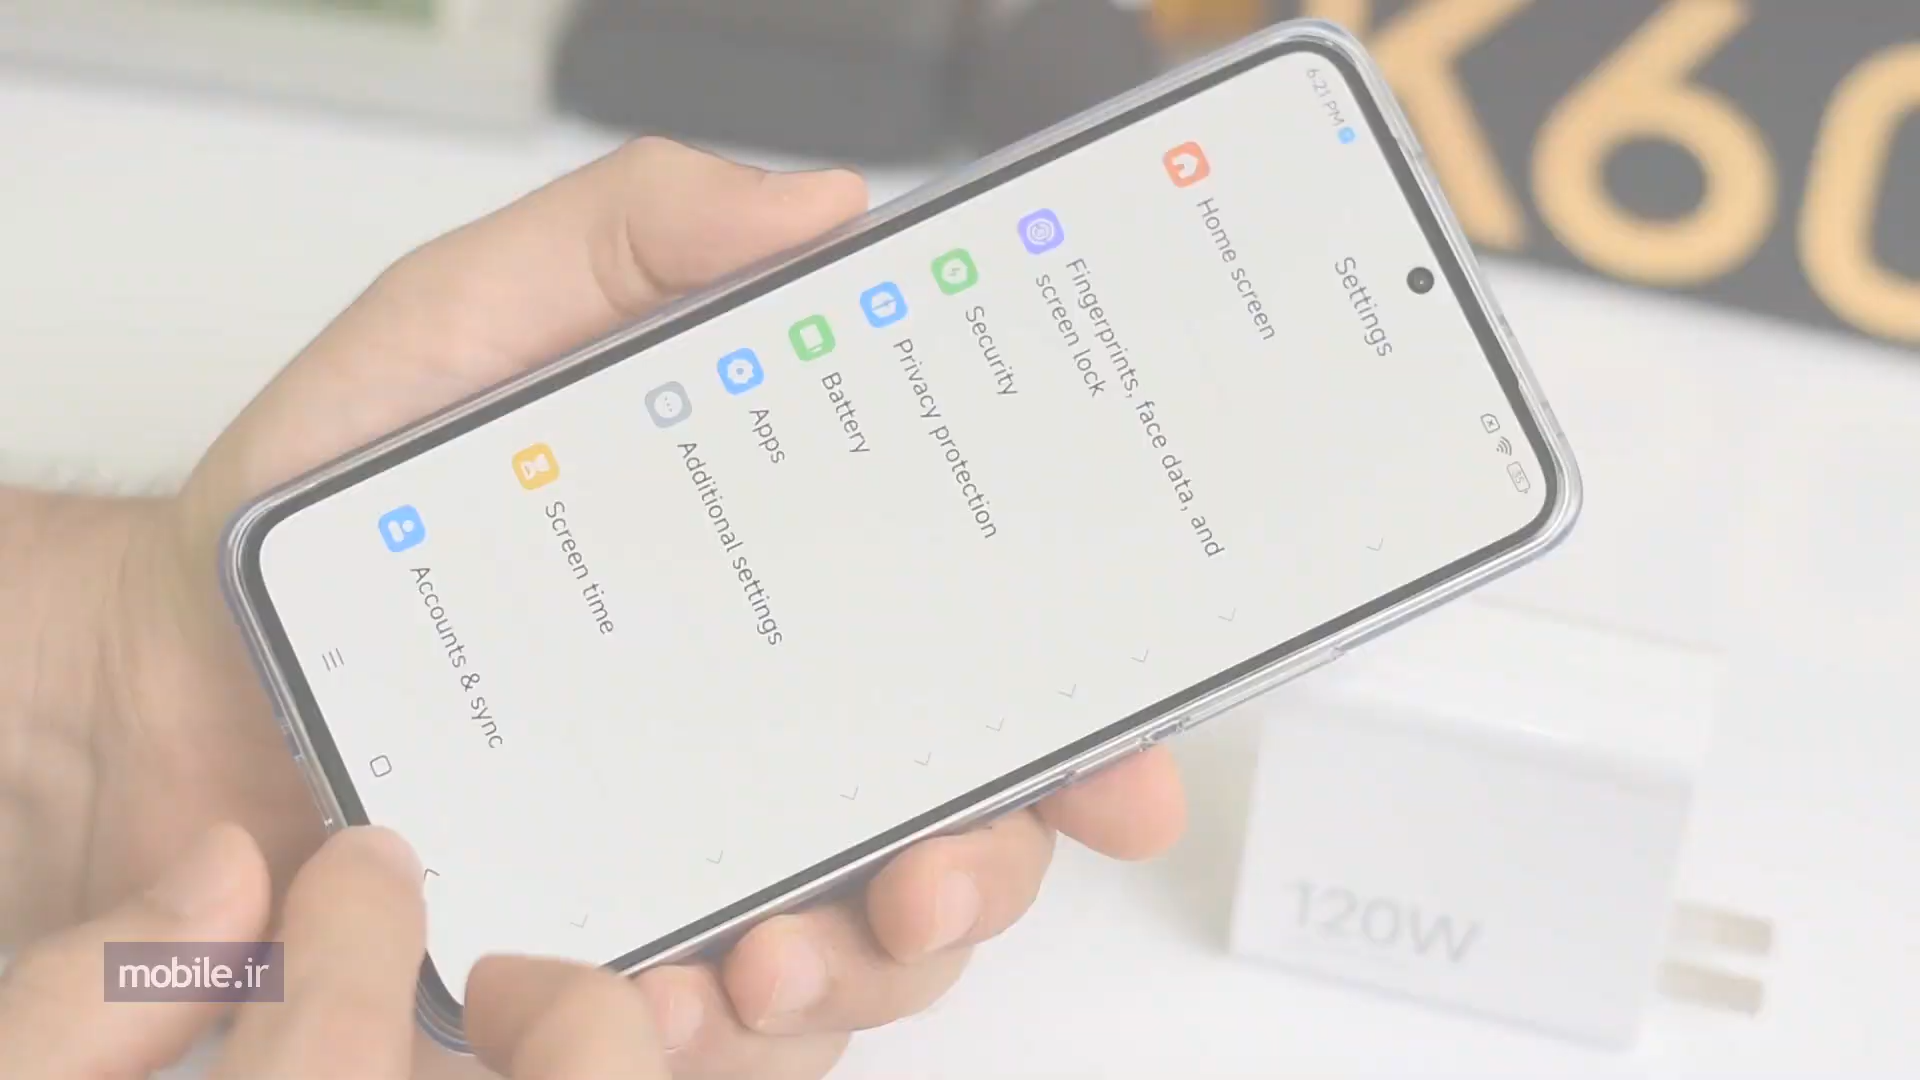 K60
6:21 PM
35
Settings
Home screen
Fingerprints, face data, and
screen lock
Security
Privacy protection
Battery
Apps
Additional settings
Screen time
Accounts & sync
120W
mobile.ir